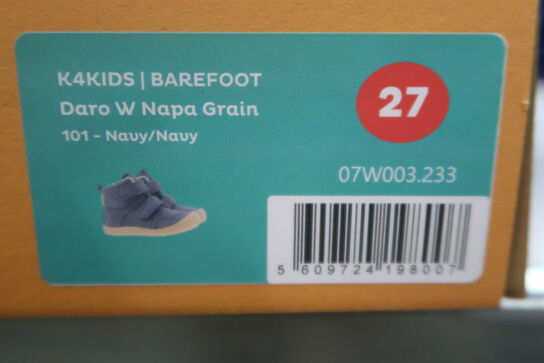 K4KIDS | BAREFOOT
Daro W Napa Grain
101 - Navy/Navy
27
07W003.233
5 609724 198007